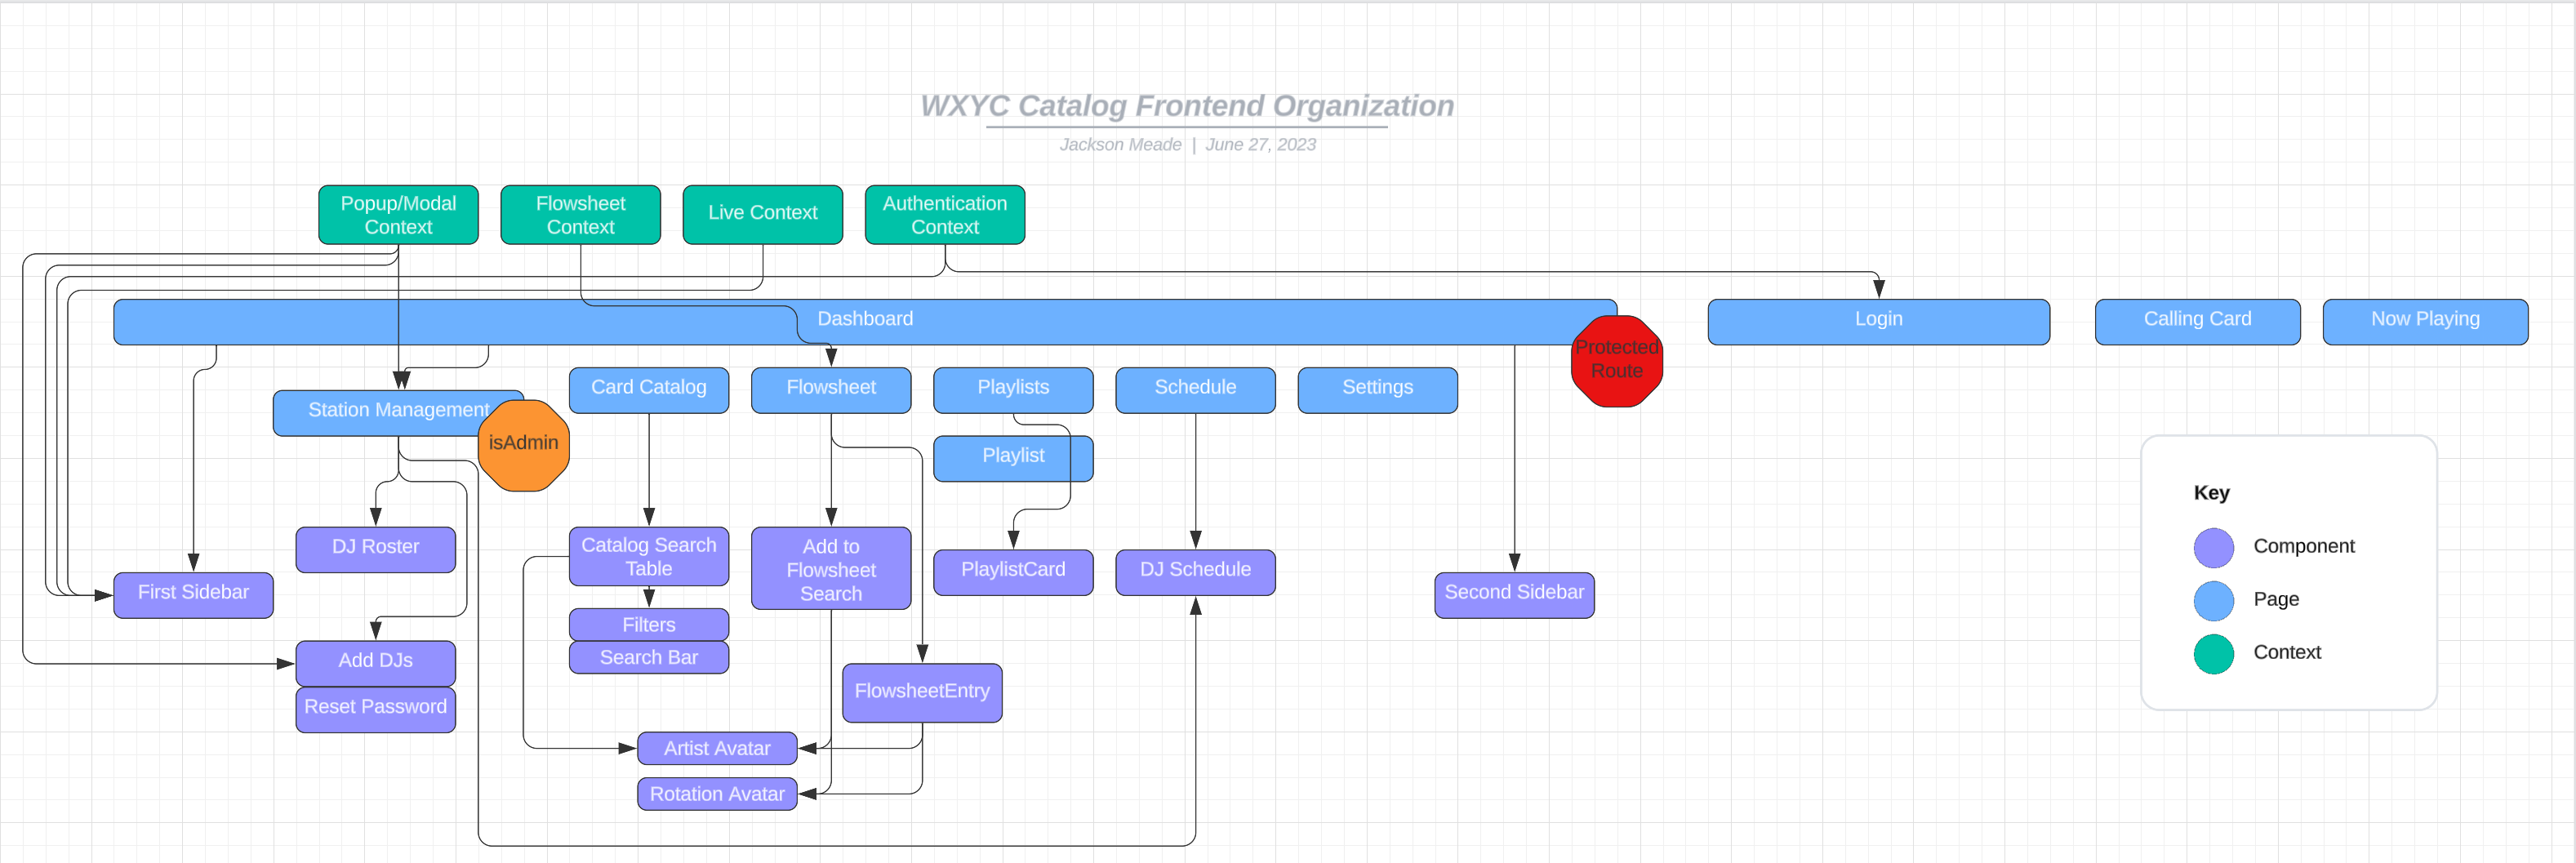 WXYC Catalog Frontend Organization
Jackson Meade | June 27, 2023
Popup/Modal
Context
Flowsheet
Context
Live Context
Authentication
Context
Dashboard
Protected
Route
Login
Calling Card
Now Playing
Station Management
isAdmin
Card Catalog
Flowsheet
Playlists
Schedule
Settings
Playlist
DJ Roster
Catalog Search
Table
Add to
Flowsheet
Search
PlaylistCard
DJ Schedule
First Sidebar
Second Sidebar
Filters
Search Bar
Add DJs
Reset Password
FlowsheetEntry
Artist Avatar
Rotation Avatar
Key
Component
Page
Context